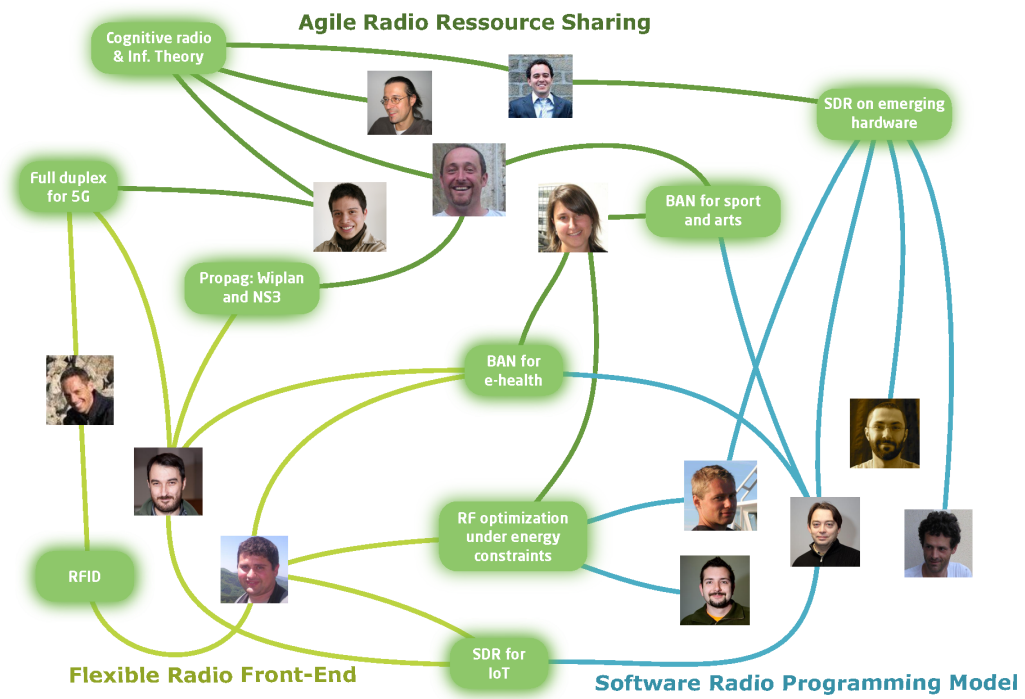 Agile Radio Ressource Sharing
Cognitive radio
& Inf. Theory
SDR on emerging
hardware
Full duplex
for 5G
BAN for sport
and arts
Propag: Wiplan
and NS3
BAN for
e-health
RF optimization
under energy
constraints
RFID
SDR for
IoT
Flexible Radio Front-End
Software Radio Programming Model